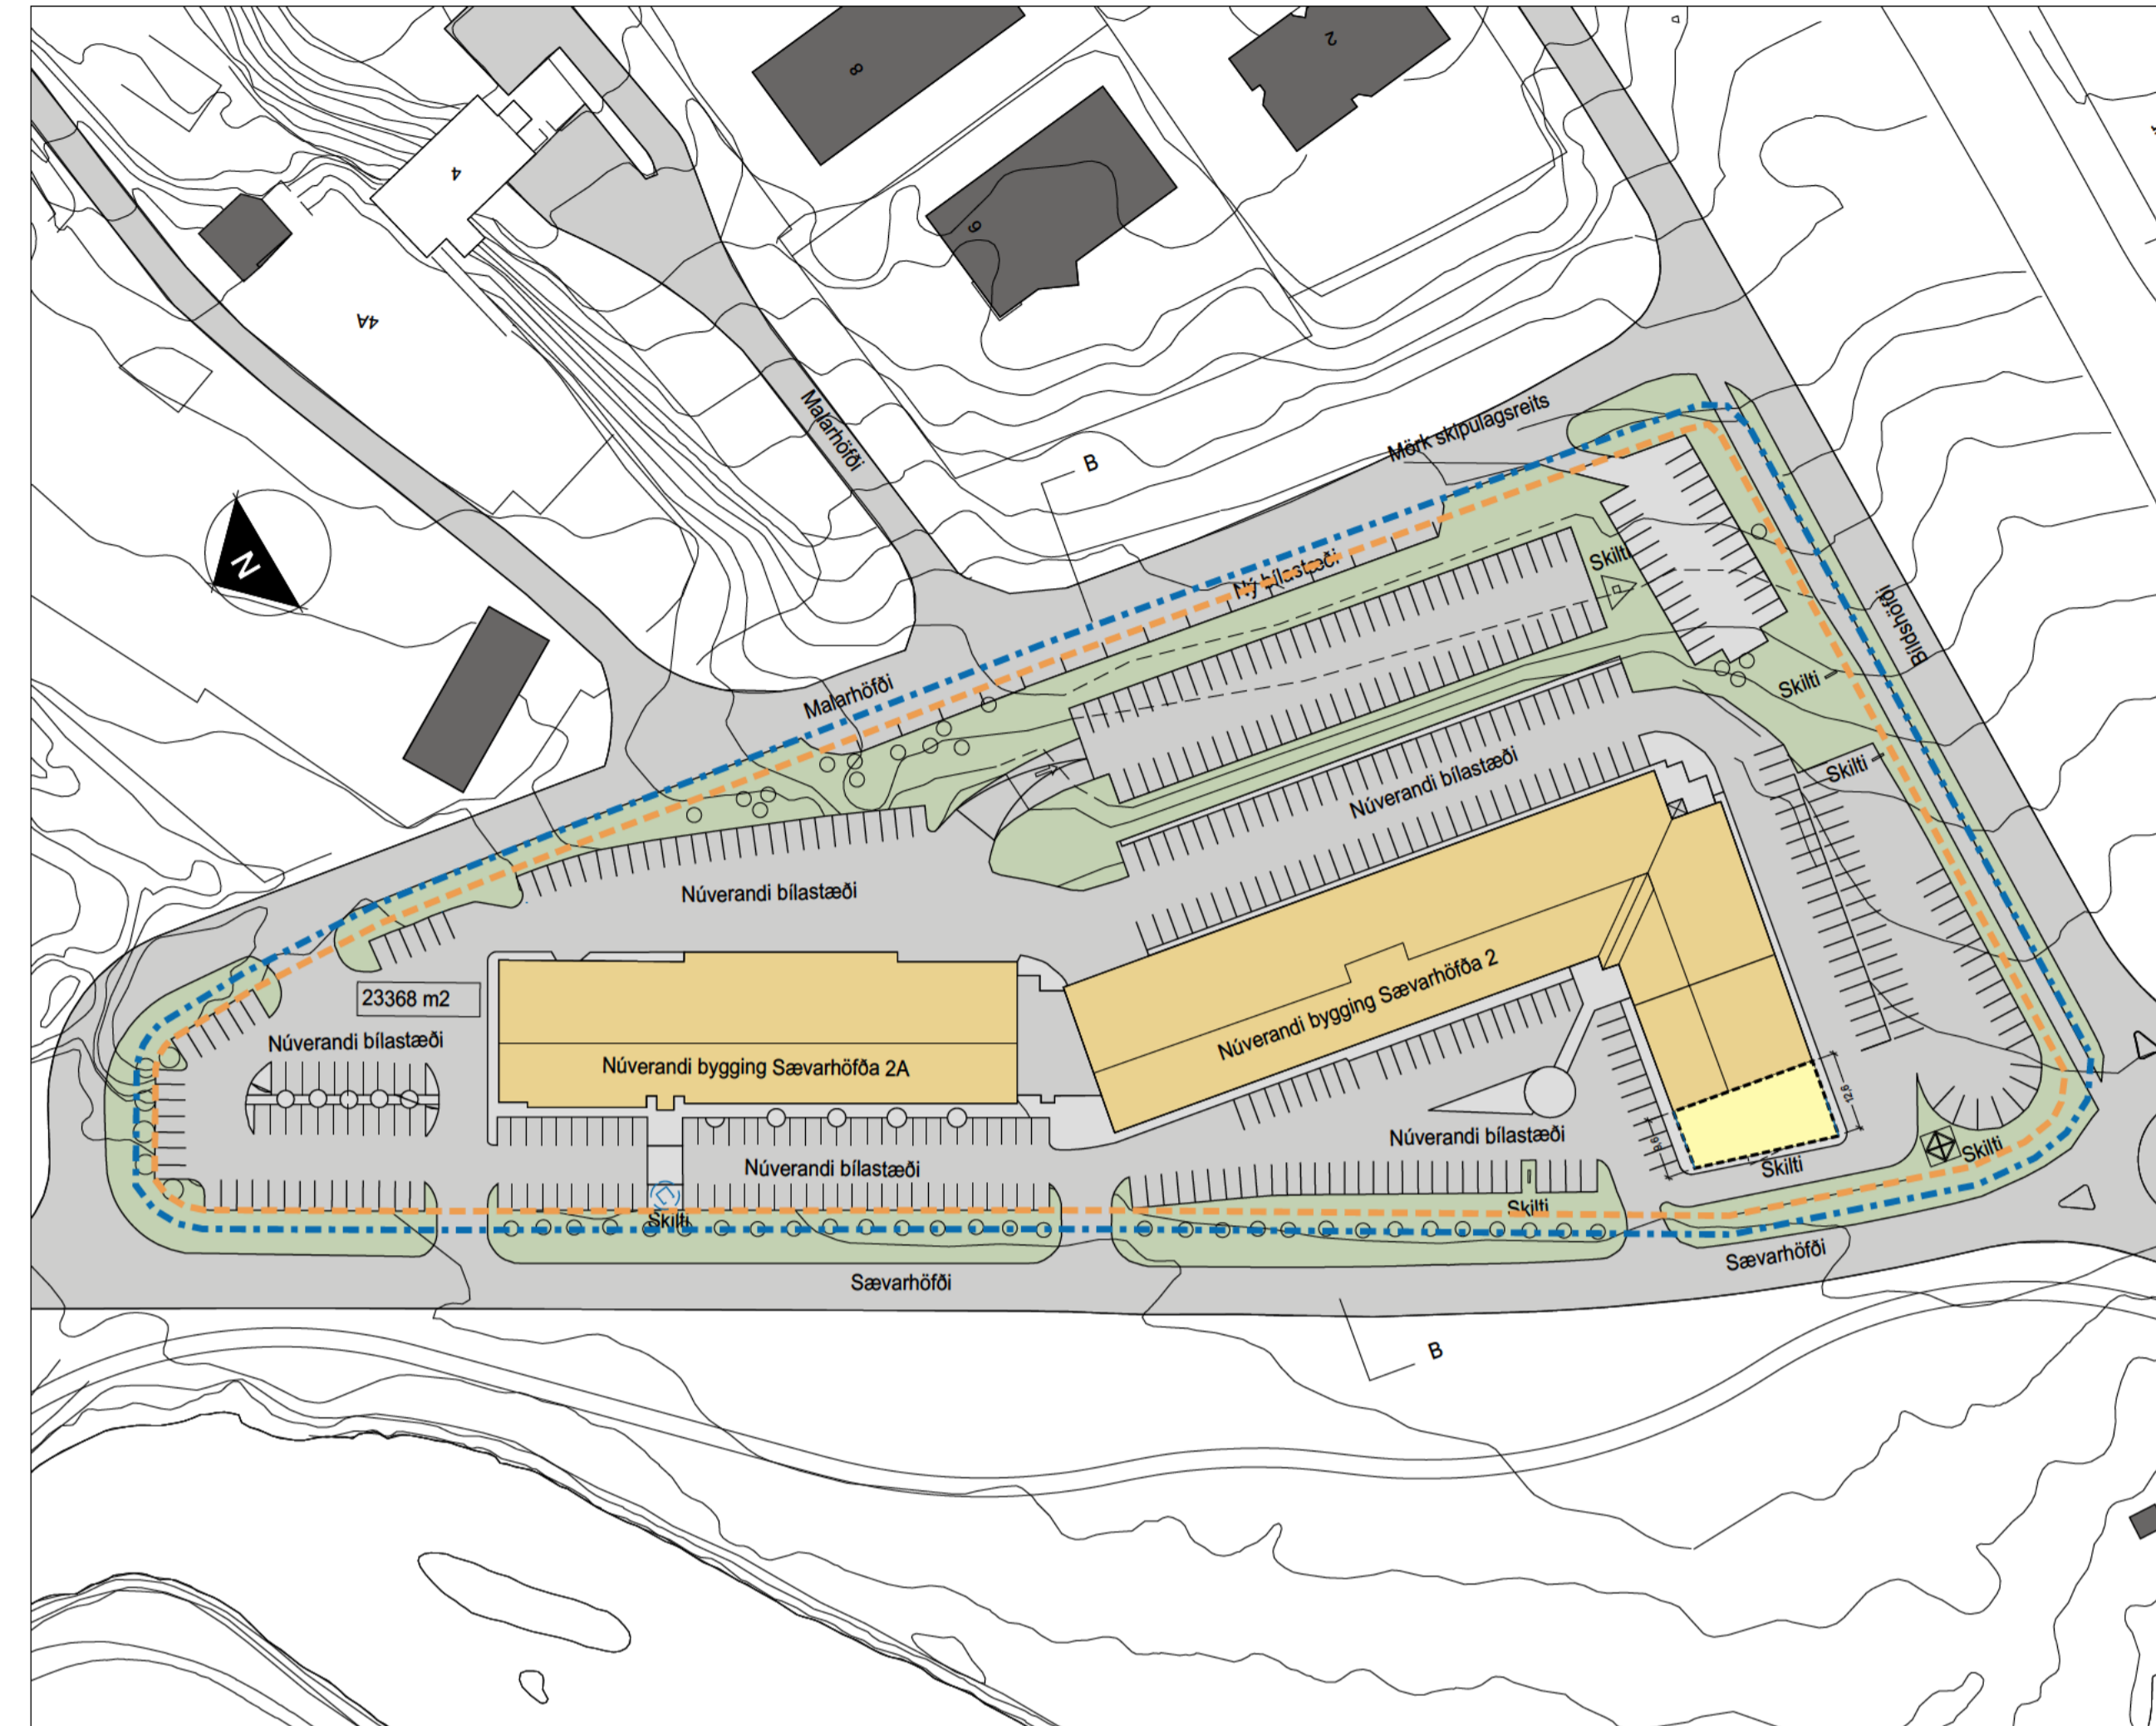 8
2
4
6
4A
Malarhöfði
Mörk skipulagsreits
B
N
Ný bílastæði
Skilti
Bíldshöfði
Malarhöfði
Skilti
Skilti
Núverandi bílastæði
Núverandi bílastæði
23368 m2
Núverandi bílastæði
Núverandi bygging Sævarhöfða 2
Núverandi bygging Sævarhöfða 2A
12,6
9,6
Núverandi bílastæði
Skilti
Núverandi bílastæði
Skilti
Skilti
Skilti
Sævarhöfði
Sævarhöfði
B